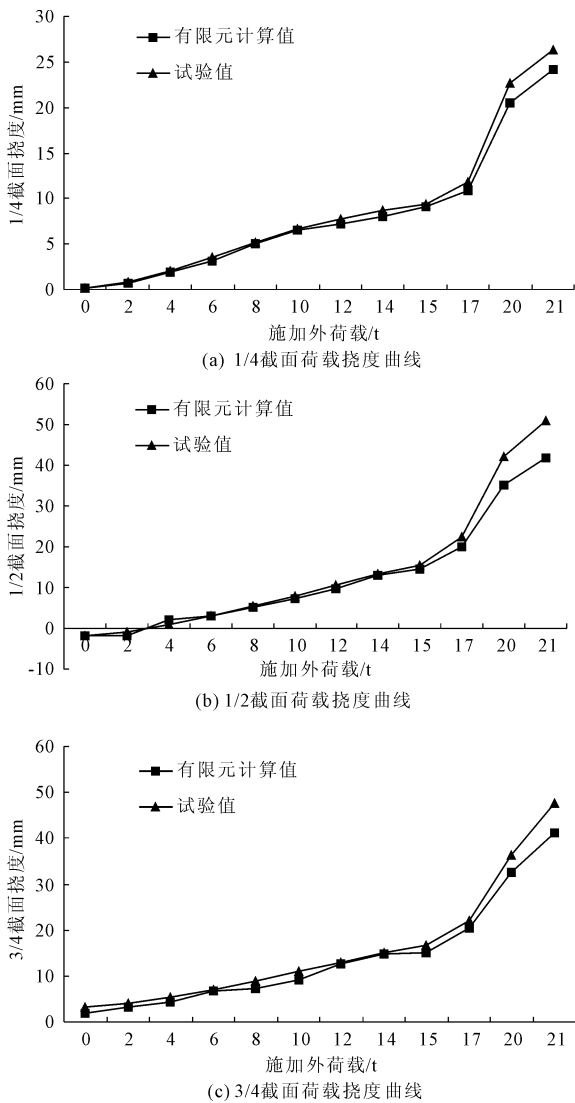 30
25
20
15
10
5
0
1/4截面挠度/mm
有限元计算值
试验值
0 2 4 6 8 10 12 14 15 17 20 21
施加外荷载/t
(a) 1/4截面荷载挠度曲线
60
50
40
30
20
10
0
-10
1/2截面挠度/mm
有限元计算值
试验值
0 2 4 6 8 10 12 14 15 17 20 21
施加外荷载/t
(b) 1/2截面荷载挠度曲线
60
50
40
30
20
10
0
3/4截面挠度/mm
有限元计算值
试验值
0 2 4 6 8 10 12 14 15 17 20 21
施加外荷载/t
(c) 3/4截面荷载挠度曲线